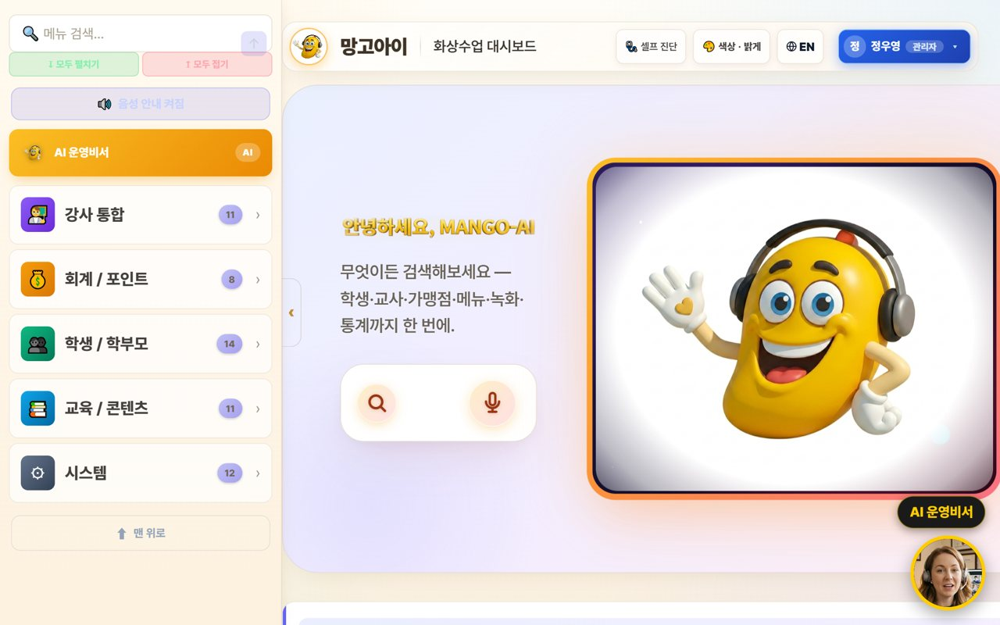 메뉴 검색...
↧ 모두 펼치기
↥ 모두 접기
음성 안내 켜짐
AI 운영비서
AI
강사 통합
11
회계 / 포인트
8
학생 / 학부모
14
교육 / 콘텐츠
11
시스템
12
맨 위로
망고아이
화상수업 대시보드
셀프 진단
색상 · 밝게
EN
정
정우영
관리자
안녕하세요, MANGO-AI
무엇이든 검색해보세요 —
학생·교사·가맹점·메뉴·녹화·
통계까지 한 번에.
AI 운영비서